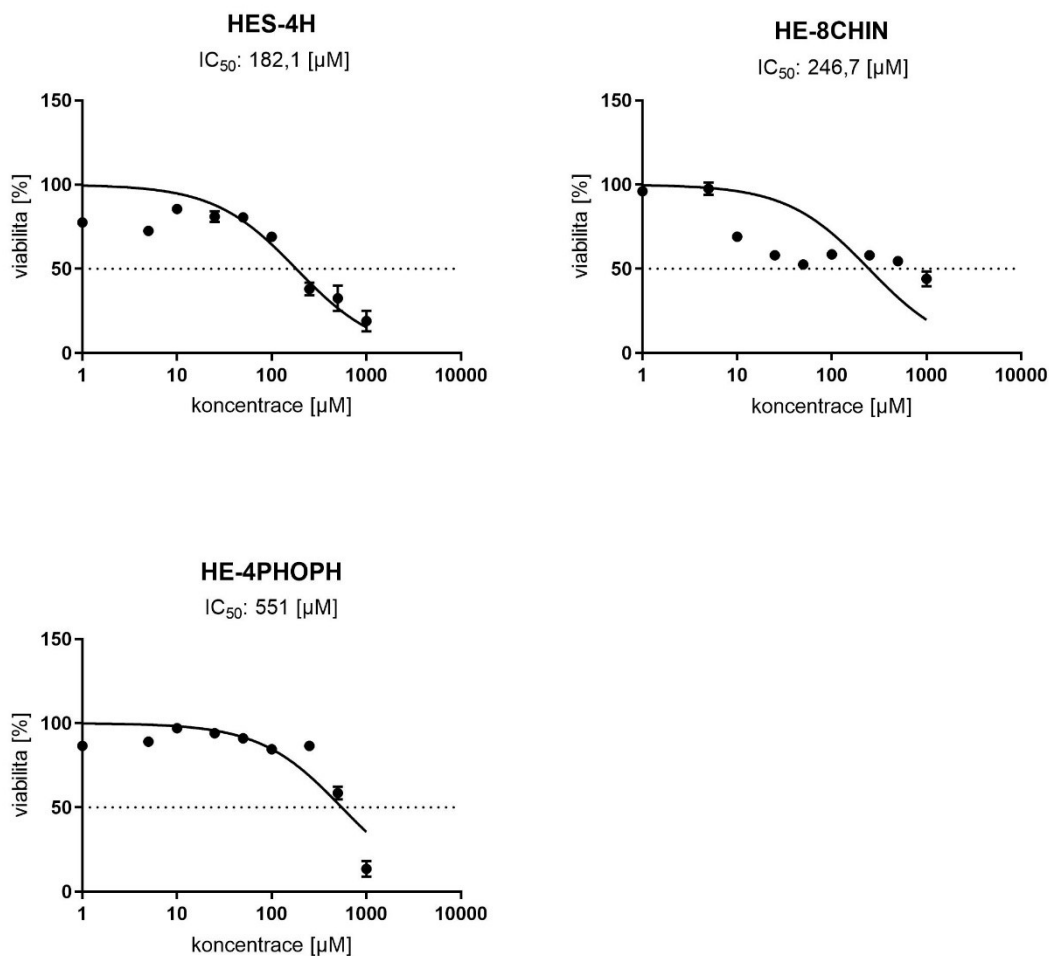 HES-4H
IC50: 182,1 [µM]
150
100
50
0
viabilita [%]
1 10 100 1000 10000
koncentrace [µM]
HE-8CHIN
IC50: 246,7 [µM]
150
100
50
0
viabilita [%]
1 10 100 1000 10000
koncentrace [µM]
HE-4PHOPH
IC50: 551 [µM]
150
100
50
0
viabilita [%]
1 10 100 1000 10000
koncentrace [µM]